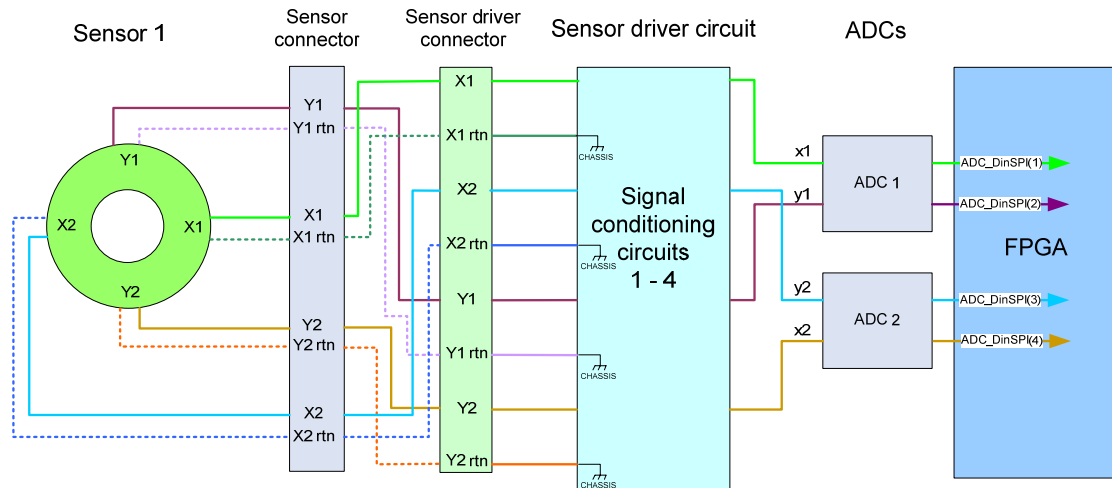 Sensor 1
Sensor
connector
Sensor driver
connector
Sensor driver circuit
ADCs
Y1
X2
X1
Y2
Y1
Y1 rtn
X1
X1 rtn
Y2
Y2 rtn
X2
X2 rtn
X1
X1 rtn
X2
X2 rtn
Y1
Y1 rtn
Y2
Y2 rtn
CHASSIS
CHASSIS
CHASSIS
CHASSIS
Signal
conditioning
circuits
1 - 4
x1
y1
y2
x2
ADC 1
ADC 2
ADC_DinSPI(1)
ADC_DinSPI(2)
FPGA
ADC_DinSPI(3)
ADC_DinSPI(4)